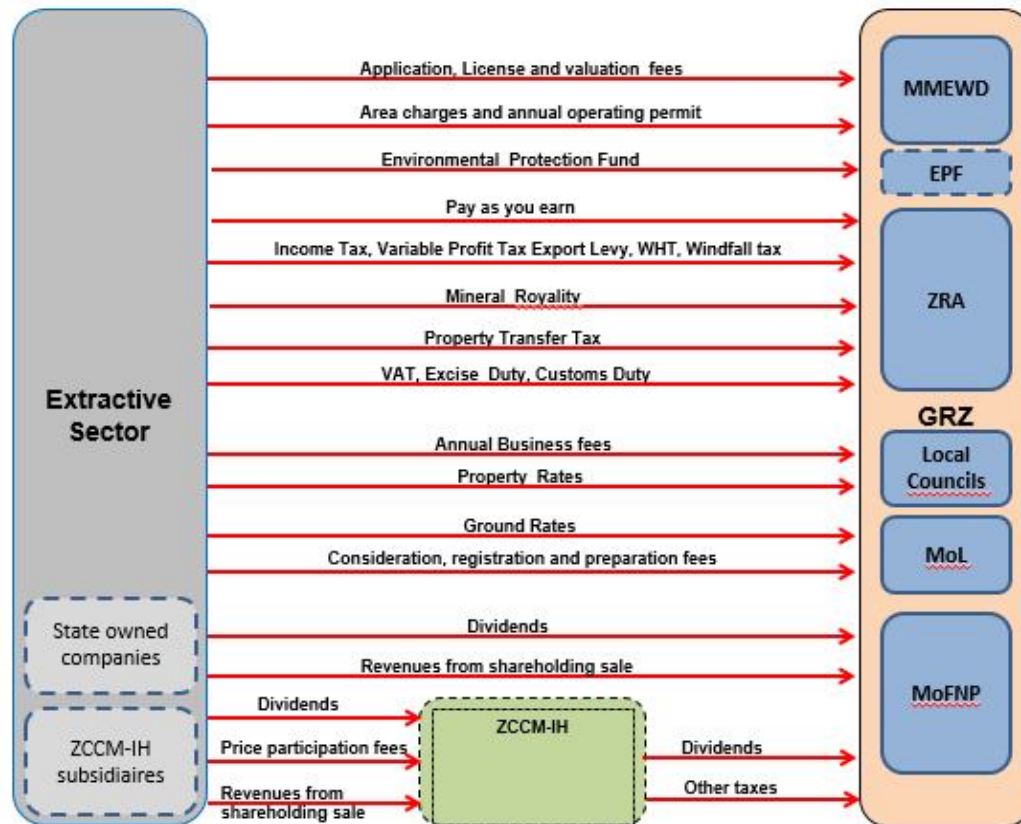 Application, License and valuation fees
MMEWD
Area charges and annual operating permit
Environmental Protection Fund
EPF
Pay as you earn
Income Tax, Variable Profit Tax Export Levy, WHT, Windfall tax
ZRA
Mineral Royality
Property Transfer Tax
VAT, Excise Duty, Customs Duty
Extractive
Sector
GRZ
Annual Business fees
Local
Councils
Property Rates
Ground Rates
Consideration, registration and preparation fees
MoL
State owned
companies
Dividends
Revenues from shareholding sale
MoFNP
ZCCM-IH
subsidiaires
Dividends
Price participation fees
Revenues from
shareholding sale
ZCCM-IH
Dividends
Other taxes